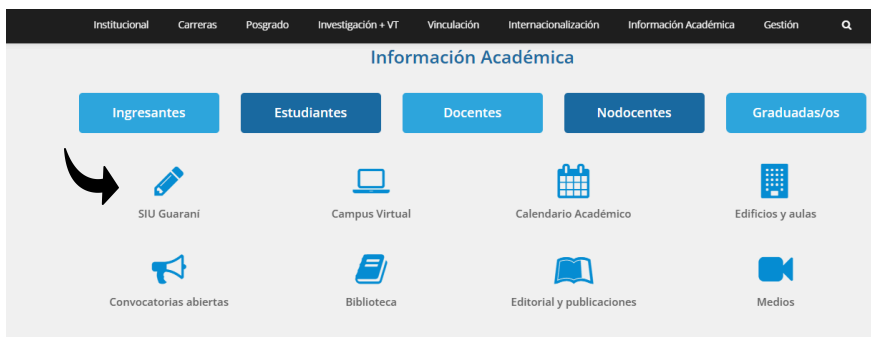 Institucional Carreras Posgrado Investigación + VT Vinculación Internacionalización Información Académica Gestión
Información Académica
Ingresantes Estudiantes Docentes Nodocentes Graduadas/os
SIU Guaraní Campus Virtual Calendario Académico Edificios y aulas
Convocatorias abiertas Biblioteca Editorial y publicaciones Medios